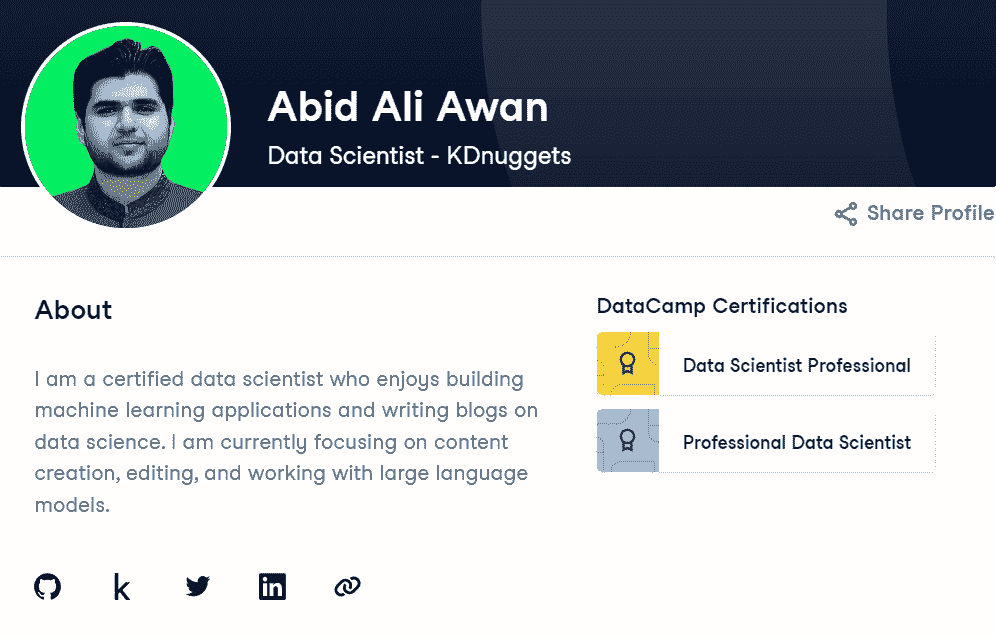 Abid Ali Awan
Data Scientist - KDnuggets
Share Profile
About
I am a certified data scientist who enjoys building
machine learning applications and writing blogs on
data science. I am currently focusing on content
creation, editing, and working with large language
models.
DataCamp Certifications
Data Scientist Professional
Professional Data Scientist
k
in